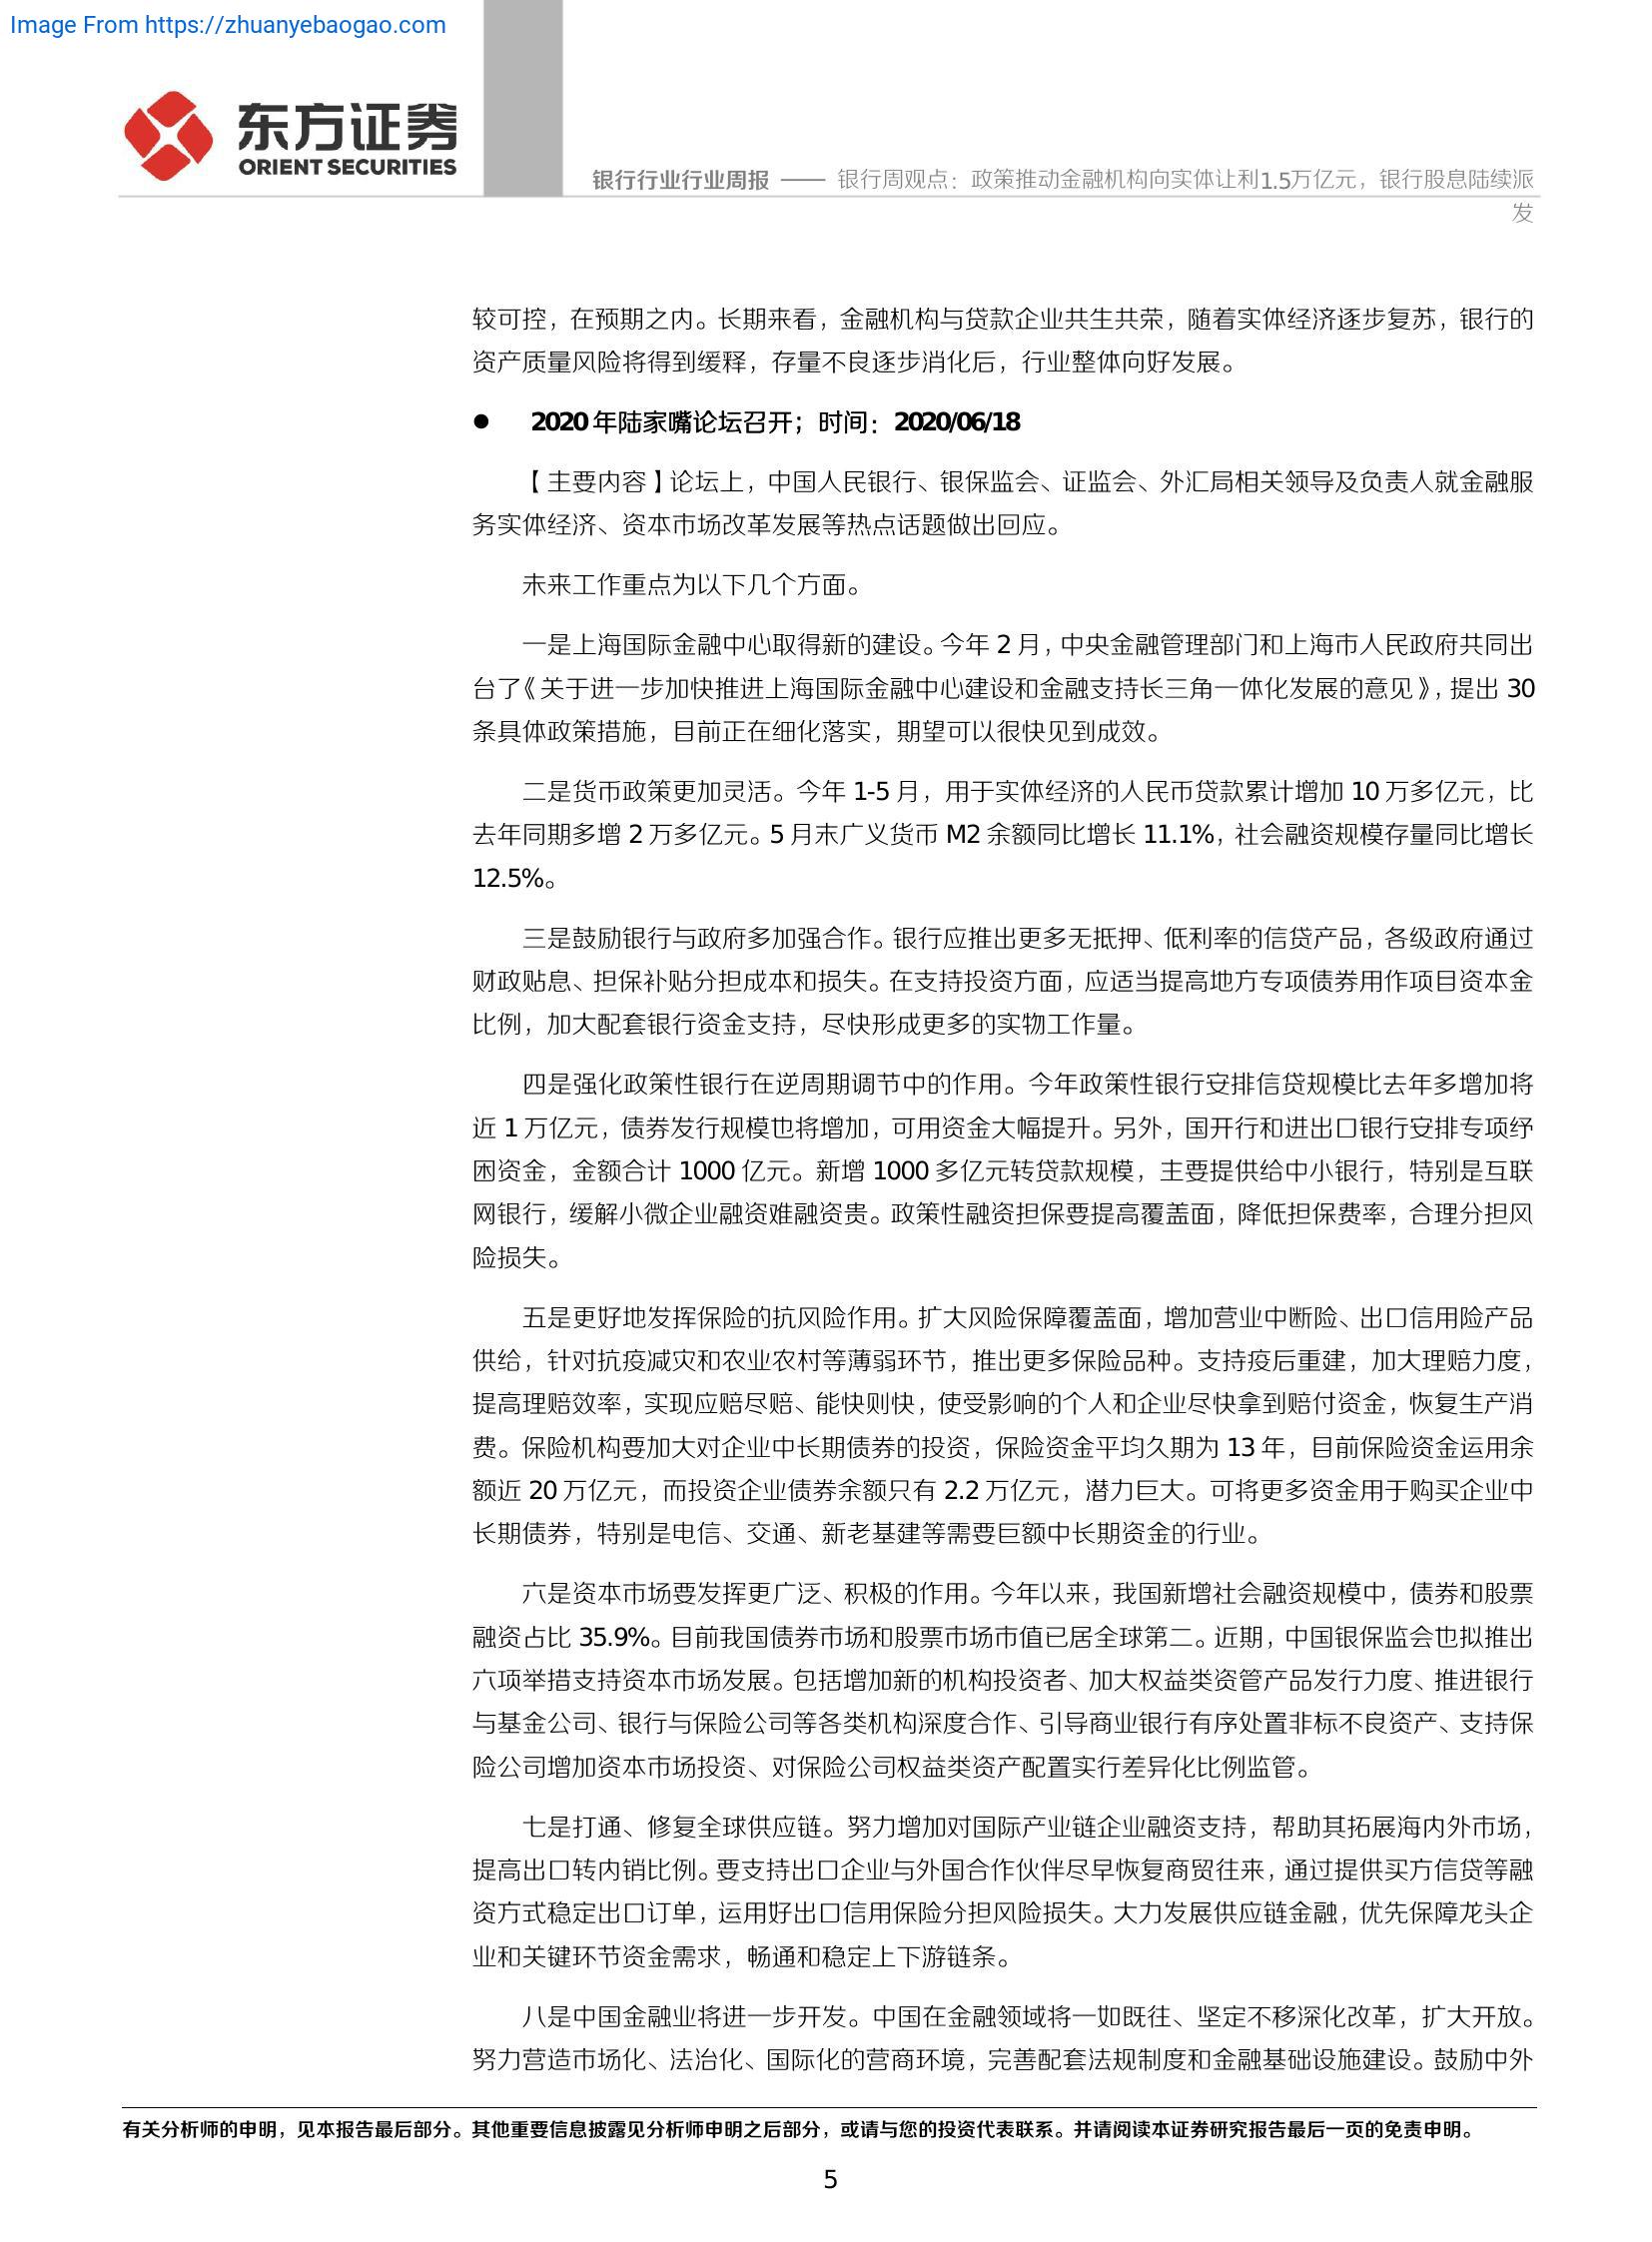 Image From https://zhuanyebaogao.com
东方证券
ORIENT SECURITIES
银行行业行业周报 —— 银行周观点：政策推动金融机构向实体让利1.5万亿元，银行股息陆续派
发
较可控，在预期之内。长期来看，金融机构与贷款企业共生共荣，随着实体经济逐步复苏，银行的
资产质量风险将得到缓释，存量不良逐步消化后，行业整体向好发展。
● 2020 年陆家嘴论坛召开；时间：2020/06/18
【主要内容】论坛上，中国人民银行、银保监会、证监会、外汇局相关领导及负责人就金融服
务实体经济、资本市场改革发展等热点话题做出回应。
未来工作重点为以下几个方面。
一是上海国际金融中心取得新的建设。今年 2 月，中央金融管理部门和上海市人民政府共同出
台了《关于进一步加快推进上海国际金融中心建设和金融支持长三角一体化发展的意见》，提出 30
条具体政策措施，目前正在细化落实，期望可以很快见到成效。
二是货币政策更加灵活。今年 1-5 月，用于实体经济的人民币贷款累计增加 10 万多亿元，比
去年同期多增 2 万多亿元。5 月末广义货币 M2 余额同比增长 11.1%，社会融资规模存量同比增长
12.5%。
三是鼓励银行与政府多加强合作。银行应推出更多无抵押、低利率的信贷产品，各级政府通过
财政贴息、担保补贴分担成本和损失。在支持投资方面，应适当提高地方专项债券用作项目资本金
比例，加大配套银行资金支持，尽快形成更多的实物工作量。
四是强化政策性银行在逆周期调节中的作用。今年政策性银行安排信贷规模比去年多增加将
近 1 万亿元，债券发行规模也将增加，可用资金大幅提升。另外，国开行和进出口银行安排专项纾
困资金，金额合计 1000 亿元。新增 1000 多亿元转贷款规模，主要提供给中小银行，特别是互联
网银行，缓解小微企业融资难融资贵。政策性融资担保要提高覆盖面，降低担保费率，合理分担风
险损失。
五是更好地发挥保险的抗风险作用。扩大风险保障覆盖面，增加营业中断险、出口信用险产品
供给，针对抗疫减灾和农业农村等薄弱环节，推出更多保险品种。支持疫后重建，加大理赔力度，
提高理赔效率，实现应赔尽赔、能快则快，使受影响的个人和企业尽快拿到赔付资金，恢复生产消
费。保险机构要加大对企业中长期债券的投资，保险资金平均久期为 13 年，目前保险资金运用余
额近 20 万亿元，而投资企业债券余额只有 2.2 万亿元，潜力巨大。可将更多资金用于购买企业中
长期债券，特别是电信、交通、新老基建等需要巨额中长期资金的行业。
六是资本市场要发挥更广泛、积极的作用。今年以来，我国新增社会融资规模中，债券和股票
融资占比 35.9%。目前我国债券市场和股票市场市值已居全球第二。近期，中国银保监会也拟推出
六项举措支持资本市场发展。包括增加新的机构投资者、加大权益类资管产品发行力度、推进银行
与基金公司、银行与保险公司等各类机构深度合作、引导商业银行有序处置非标不良资产、支持保
险公司增加资本市场投资、对保险公司权益类资产配置实行差异化比例监管。
七是打通、修复全球供应链。努力增加对国际产业链企业融资支持，帮助其拓展海内外市场，
提高出口转内销比例。要支持出口企业与外国合作伙伴尽早恢复商贸往来，通过提供买方信贷等融
资方式稳定出口订单，运用好出口信用保险分担风险损失。大力发展供应链金融，优先保障龙头企
业和关键环节资金需求，畅通和稳定上下游链条。
八是中国金融业将进一步开发。中国在金融领域将一如既往、坚定不移深化改革，扩大开放。
努力营造市场化、法治化、国际化的营商环境，完善配套法规制度和金融基础设施建设。鼓励中外
有关分析师的申明，见本报告最后部分。其他重要信息披露见分析师申明之后部分，或请与您的投资代表联系。并请阅读本证券研究报告最后一页的免责申明。
5